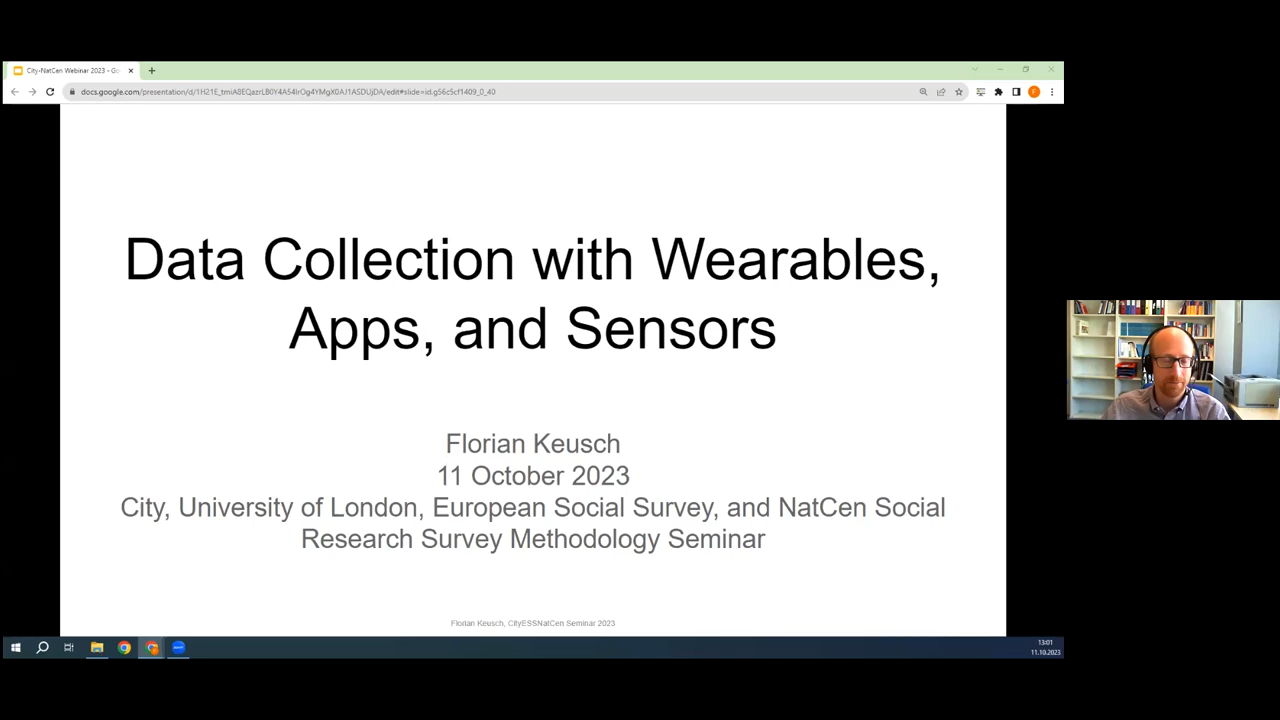 City-NatCen Webinar 2023 - Go
docs.google.com/presentation/d/1H21E_tmiA8EQazrLB0Y4A54IrOg4YMgX0AJ1ASDUjDA/edit#slide=id.g56c5cf1409_0_40
F
Data Collection with Wearables,
Apps, and Sensors
Florian Keusch
11 October 2023
City, University of London, European Social Survey, and NatCen Social
Research Survey Methodology Seminar
Florian Keusch, CityESSNatCen Seminar 2023
13:01
11.10.2023